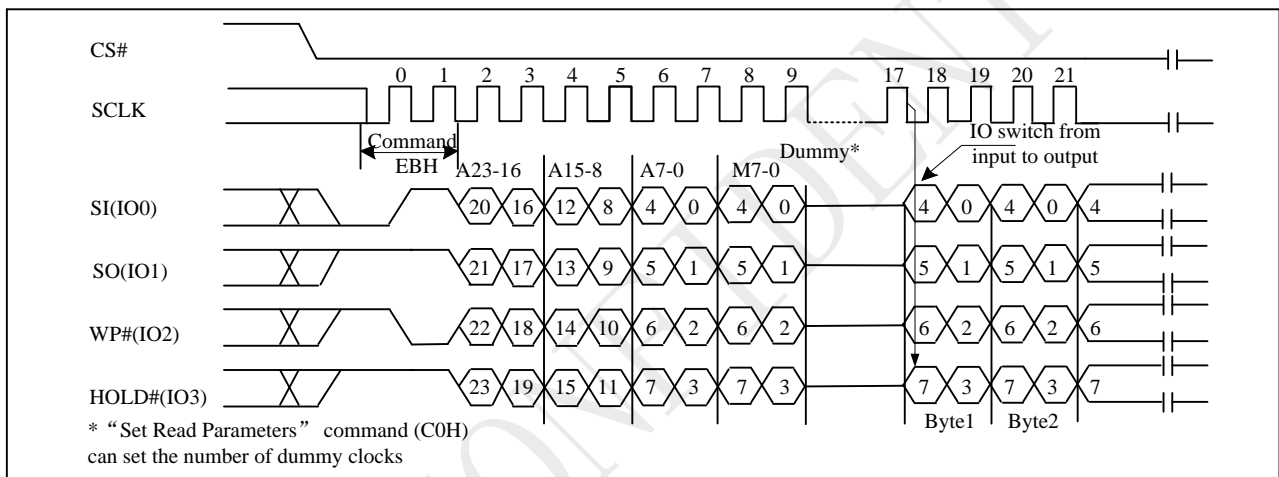 CS#
0 1 2 3 4 5 6 7 8 9 17 18 19 20 21
SCLK
Command
EBH
IO switch from
input to output
Dummy*
A23-16 A15-8 A7-0 M7-0
SI(IO0) 20 16 12 8 4 0 4 0 4 0 4 0 4
SO(IO1) 21 17 13 9 5 1 5 1 5 1 5 1 5
WP#(IO2) 22 18 14 10 6 2 6 2 6 2 6 2 6
HOLD#(IO3) 23 19 15 11 7 3 7 3 7 3 7 3 7
Byte1 Byte2
* “Set Read Parameters” command (C0H)
can set the number of dummy clocks